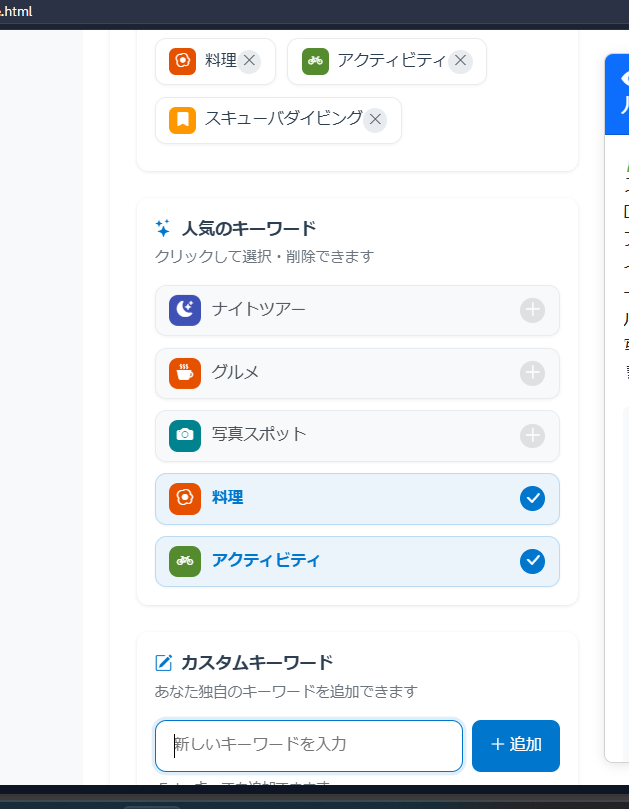 .html
料理
アクティビティ
スキューバダイビング
人気のキーワード
クリックして選択・削除できます
ナイトツアー
グルメ
写真スポット
料理
アクティビティ
カスタムキーワード
あなた独自のキーワードを追加できます
新しいキーワードを入力
+ 追加